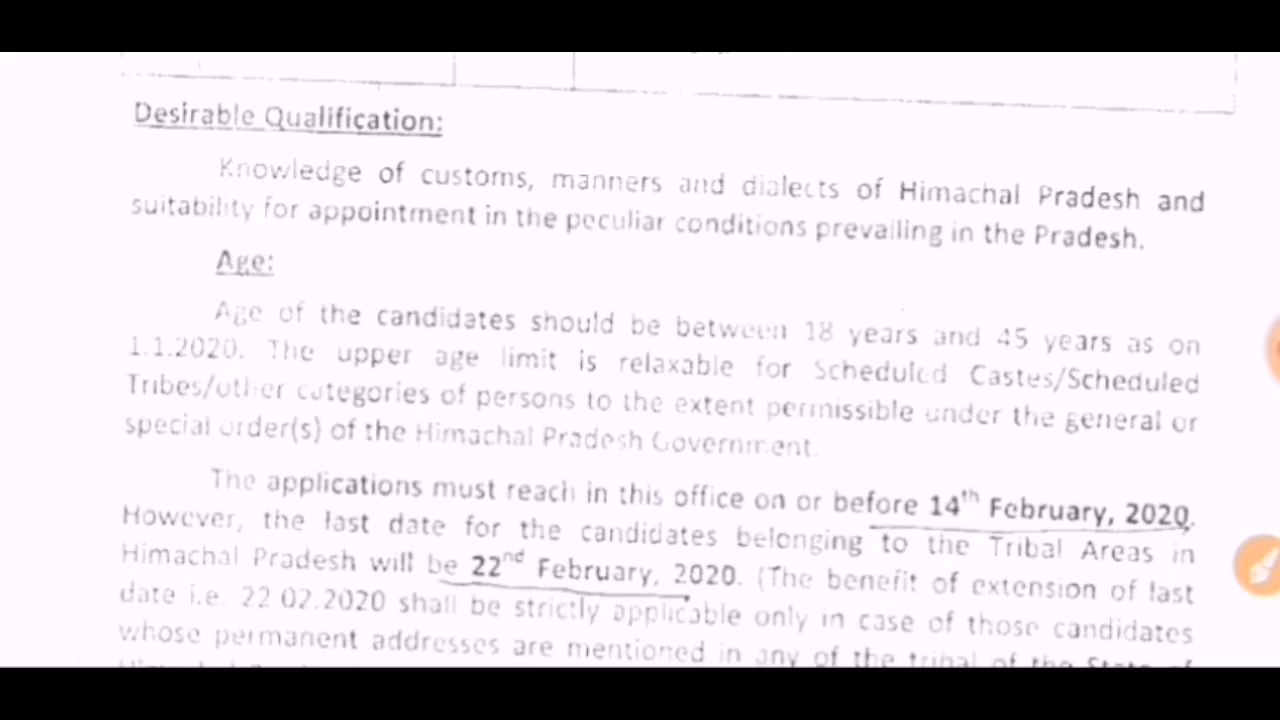 Desirable Qualification:
Knowledge of customs, manners and dialects of Himachal Pradesh and
suitability for appointment in the peculiar conditions prevailing in the Pradesh.
Age:
Age of the candidates should be between 18 years and 45 years as on
1.1.2020. The upper age limit is relaxable for Scheduled Castes/Scheduled
Tribes/other categories of persons to the extent permissible under the general or
special order(s) of the Himachal Pradesh Government.
The applications must reach in this office on or before 14th February, 2020.
However, the last date for the candidates belonging to the Tribal Areas in
Himachal Pradesh will be 22nd February, 2020. (The benefit of extension of last
date i.e. 22.02.2020 shall be strictly applicable only in case of those candidates
whose permanent addresses are mentioned in any of the tribal of the State of